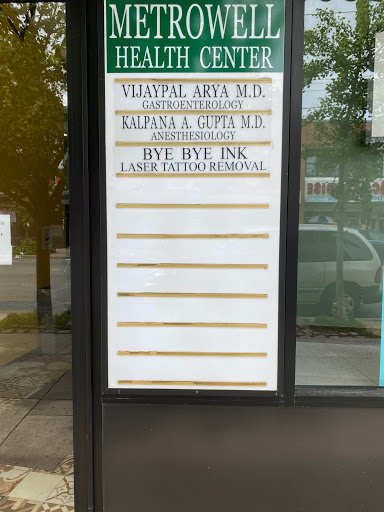 METROWELL
HEALTH CENTER
VIJAYPAL ARYA M.D.
GASTROENTEROLOGY
KALPANA A. GUPTA M.D.
ANESTHESIOLOGY
BYE BYE INK
LASER TATTOO REMOVAL